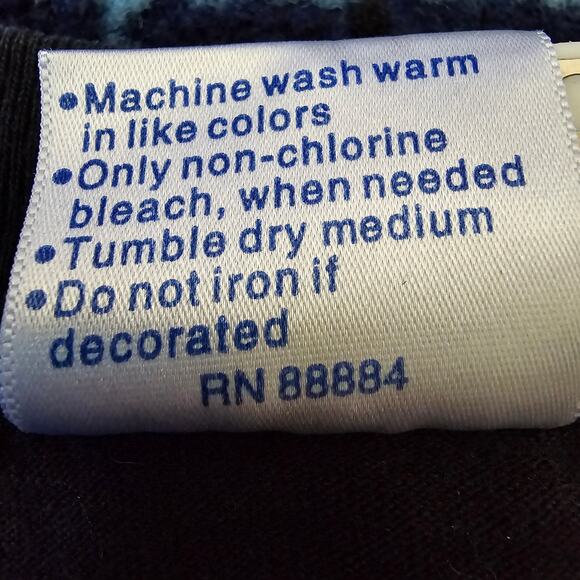 •Machine wash warm
in like colors
•Only non-chlorine
bleach, when needed
•Tumble dry medium
•Do not iron if
decorated
RN 88884